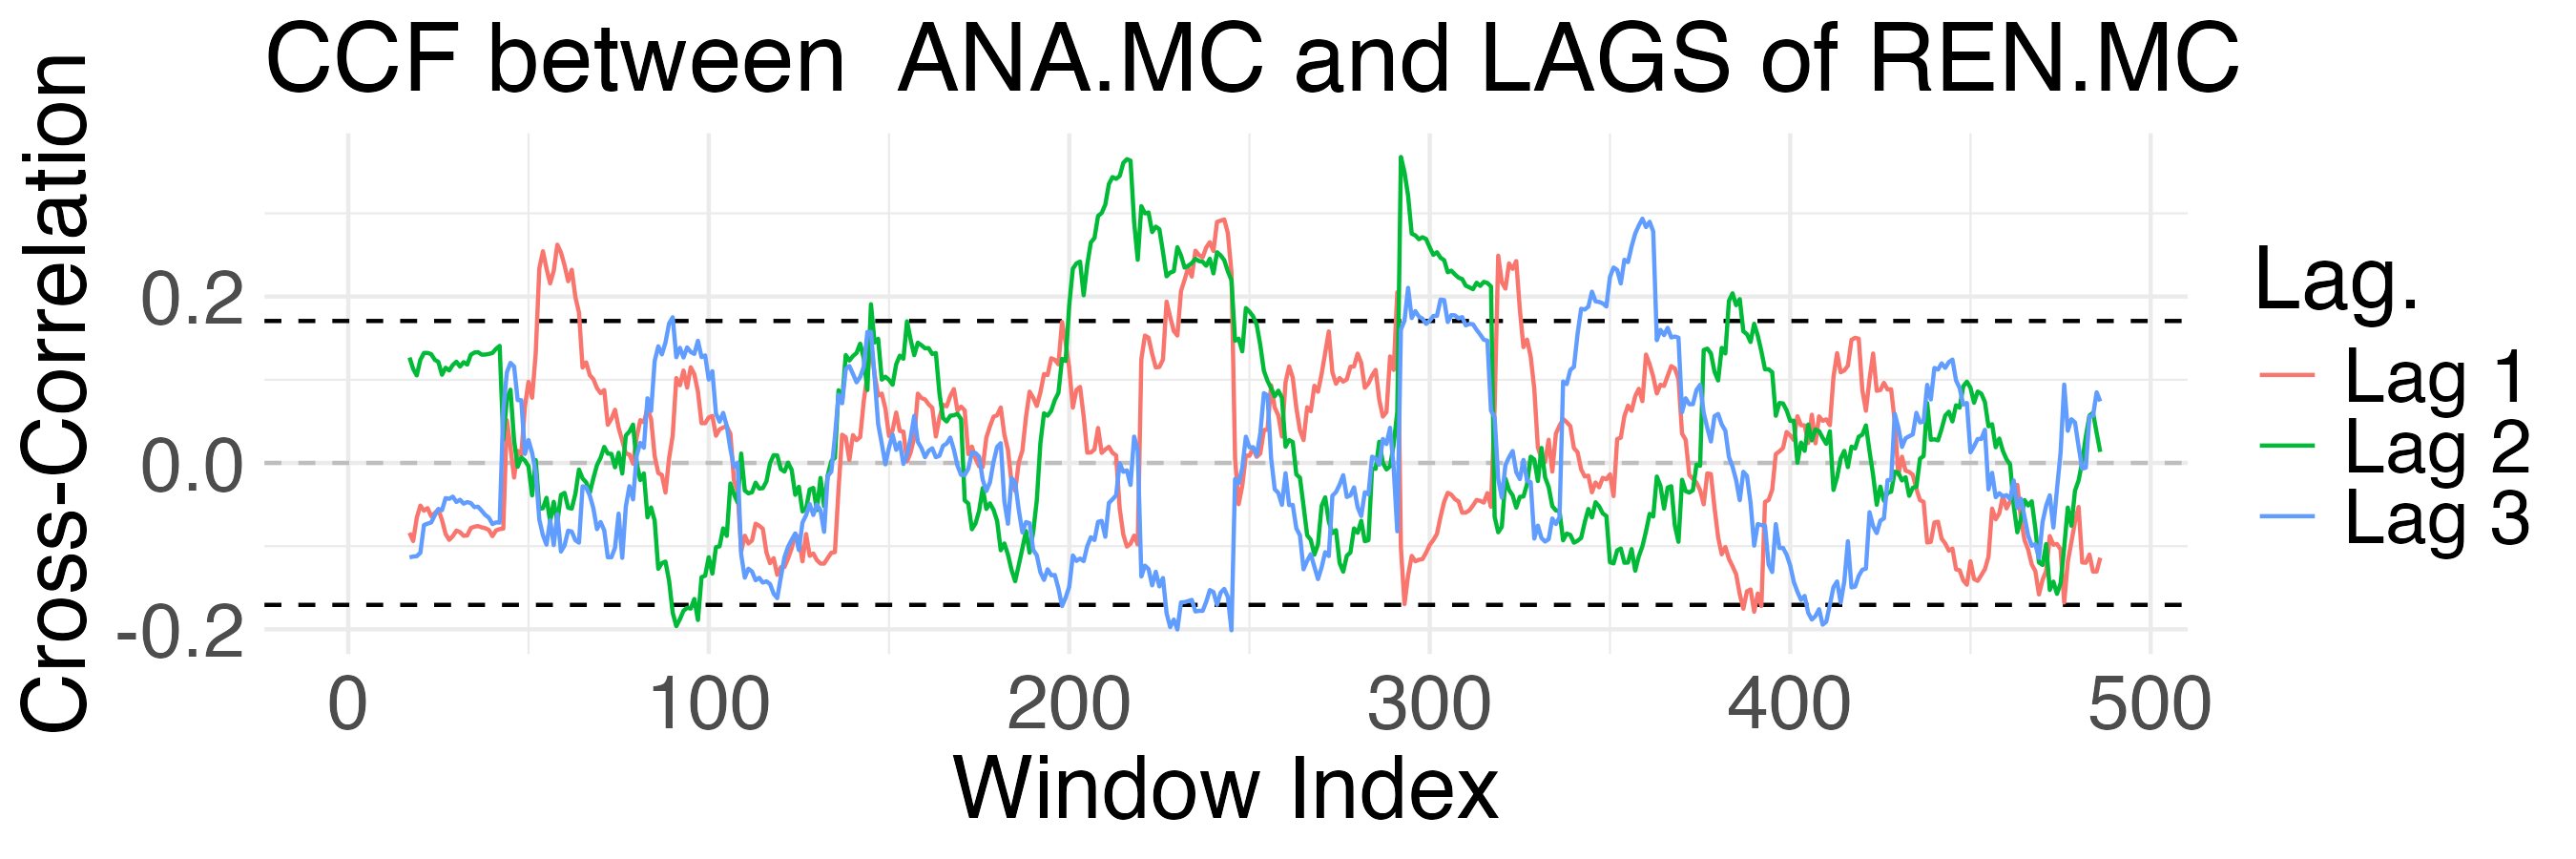 CCF between  ANA.MC and LAGS of REN.MC
Cross-Correlation
0.2
0.0
-0.2
0 100 200 300 400 500
Window Index
Lag.
Lag 1
Lag 2
Lag 3